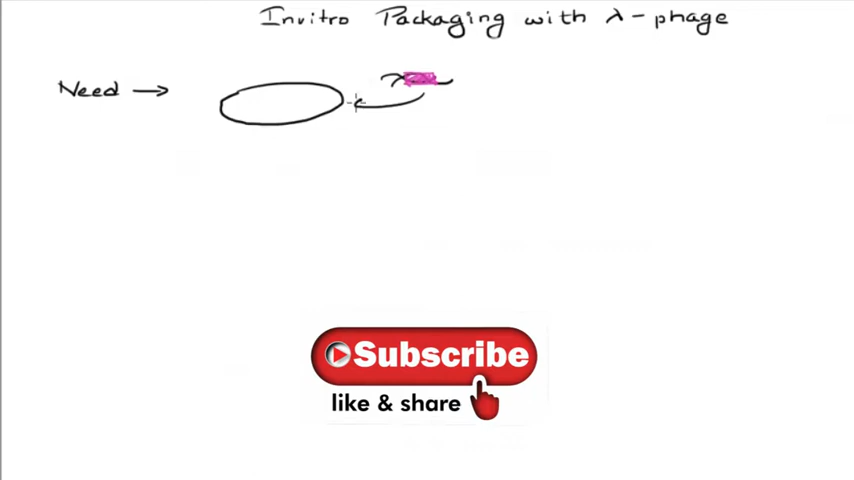 Invitro Packaging with λ-phage
Need →
Subscribe
like & share